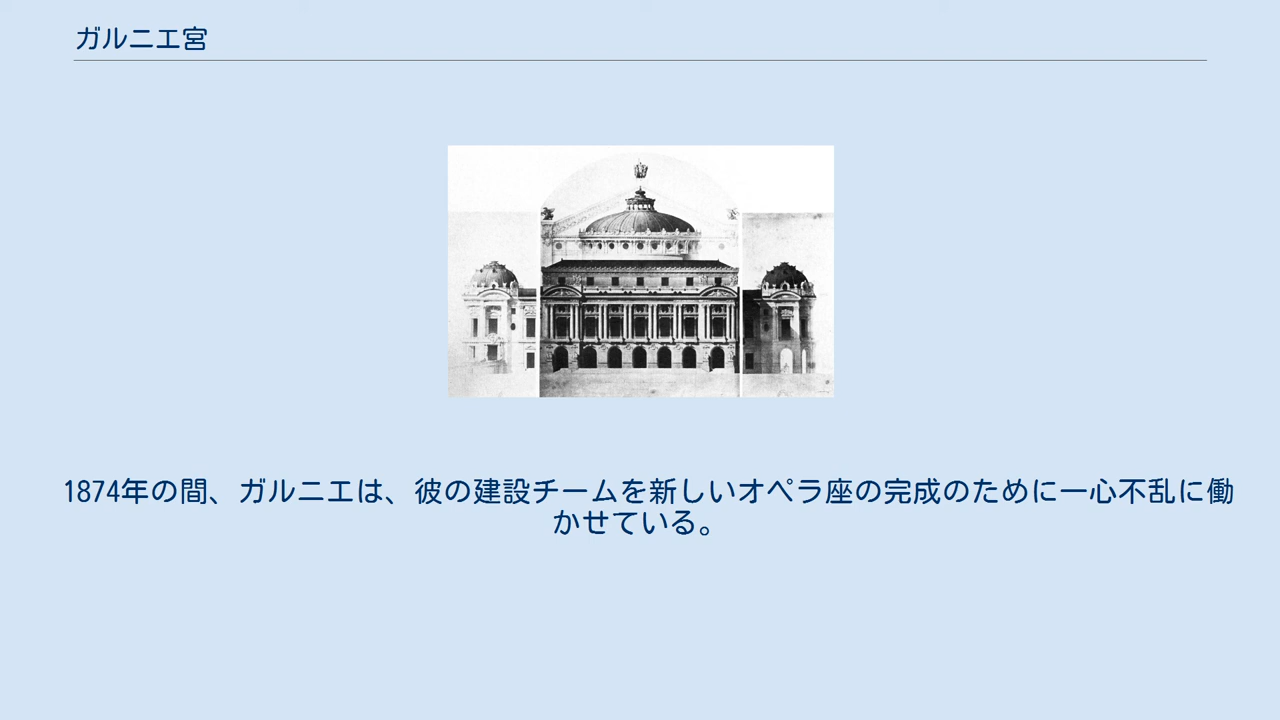 ガルニエ宮
1874年の間、ガルニエは、彼の建設チームを新しいオペラ座の完成のために一心不乱に働
かせている。